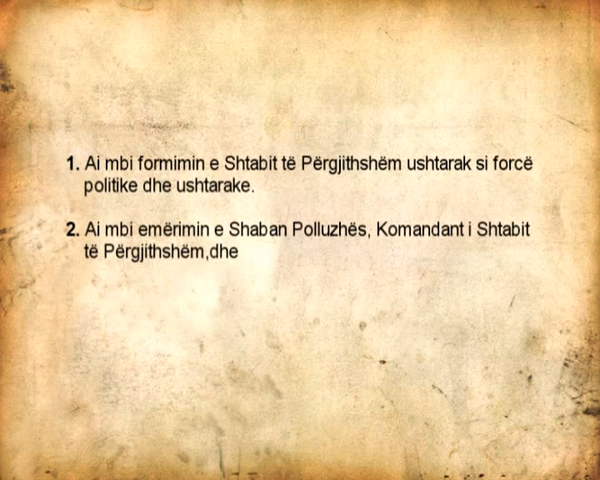 1. Ai mbi formimin e Shtabit të Përgjithshëm ushtarak si forcë
politike dhe ushtarake.
2. Ai mbi emërimin e Shaban Polluzhës, Komandant i Shtabit
të Përgjithshëm,dhe